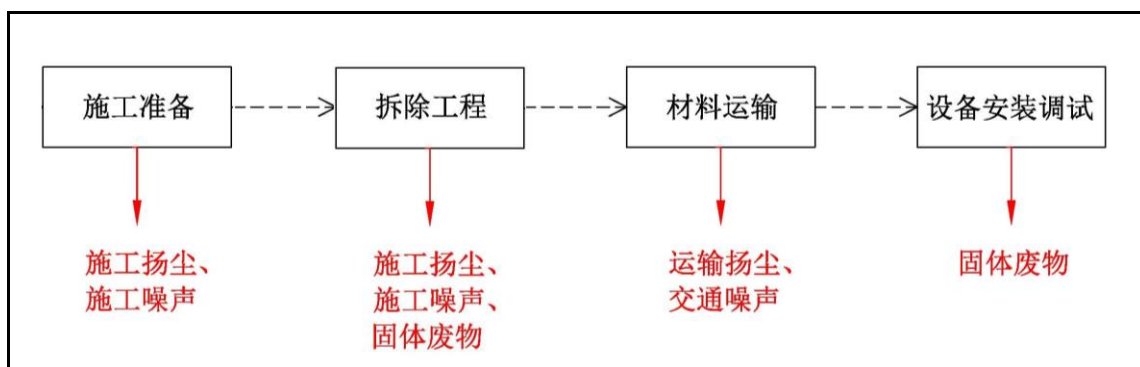 施工准备
拆除工程
材料运输
设备安装调试
施工扬尘、
施工噪声
施工扬尘、
施工噪声、
固体废物
运输扬尘、
交通噪声
固体废物